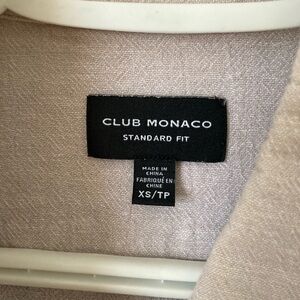 CLUB MONACO
STANDARD FIT
MADE IN
CHINA
FABRIQUÉ EN
CHINE
XS/TP